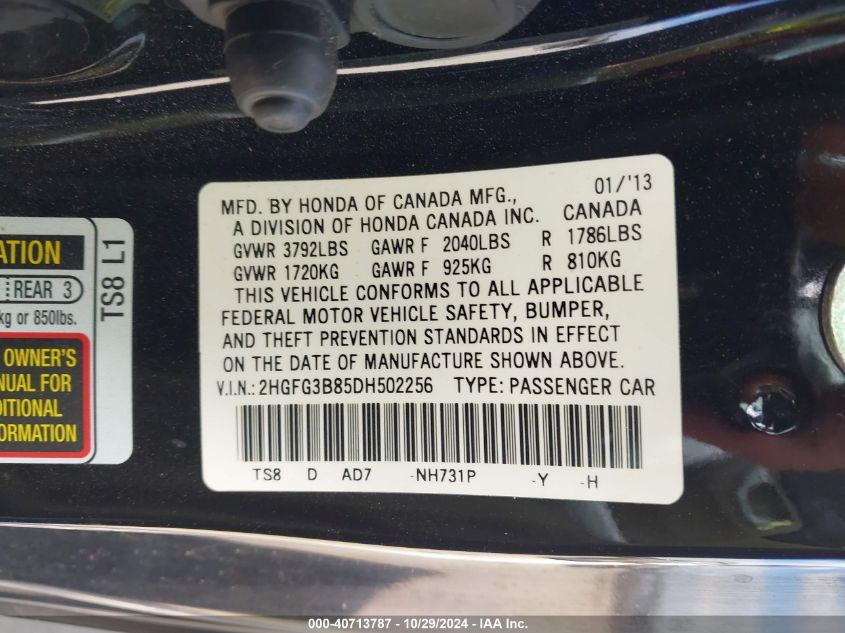 MFD. BY HONDA OF CANADA MFG., 01/'13
A DIVISION OF HONDA CANADA INC. CANADA
GVWR 3792LBS GAWR F 2040LBS R 1786LBS
GVWR 1720KG GAWR F 925KG R 810KG
THIS VEHICLE CONFORMS TO ALL APPLICABLE
FEDERAL MOTOR VEHICLE SAFETY, BUMPER,
AND THEFT PREVENTION STANDARDS IN EFFECT
ON THE DATE OF MANUFACTURE SHOWN ABOVE.
V.I.N.: 2HGFG3B85DH502256 TYPE: PASSENGER CAR
TS8 D AD7 -NH731P -Y -H
ATION
REAR 3
kg or 850lbs.
OWNER'S
NUAL FOR
DITIONAL
FORMATION
TS8 L1
000-40713787 - 10/29/2024 - IAA Inc.